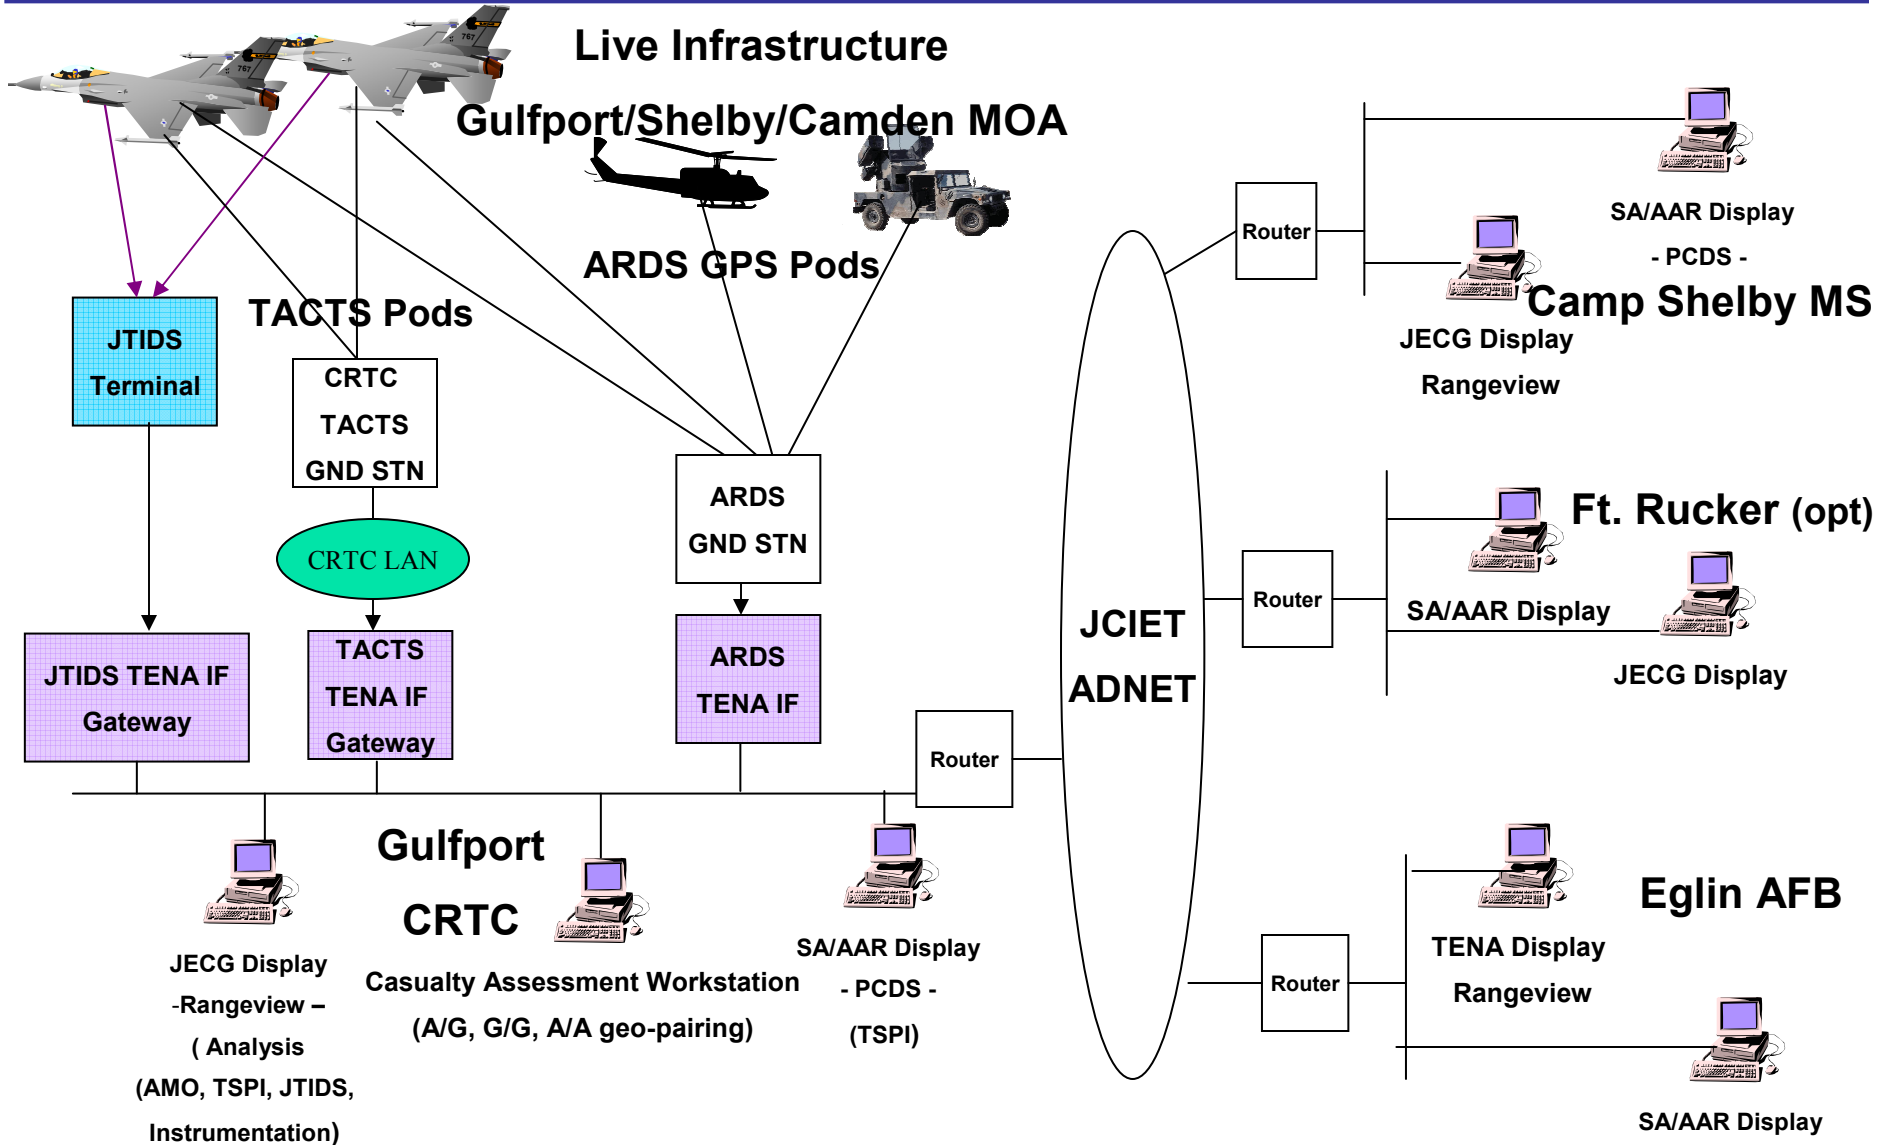 767
767
Live Infrastructure
Gulfport/Shelby/Camden MOA
ARDS GPS Pods
TACTS Pods
JTIDS
Terminal
CRTC
TACTS
GND STN
CRTC LAN
ARDS
GND STN
JTIDS TENA IF
Gateway
TACTS
TENA IF
Gateway
ARDS
TENA IF
Router
JCIET
ADNET
Gulfport
CRTC
JECG Display
-Rangeview –
( Analysis
(AMO, TSPI, JTIDS,
Instrumentation)
Casualty Assessment Workstation
(A/G, G/G, A/A geo-pairing)
SA/AAR Display
- PCDS -
(TSPI)
Router
SA/AAR Display
- PCDS -
Camp Shelby MS
JECG Display
Rangeview
Router
Ft. Rucker (opt)
SA/AAR Display
JECG Display
Router
Eglin AFB
TENA Display
Rangeview
SA/AAR Display